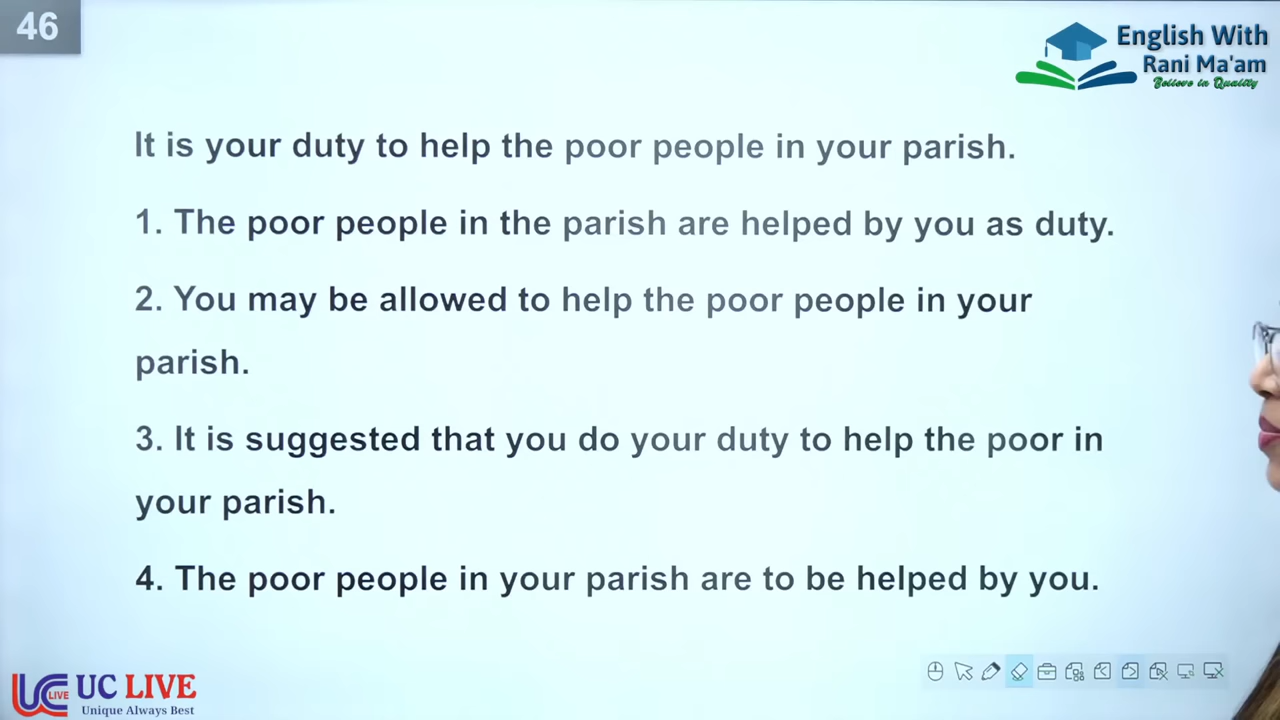 46
English With
Rani Ma'am
Believe in Quality
It is your duty to help the poor people in your parish.
1. The poor people in the parish are helped by you as duty.
2. You may be allowed to help the poor people in your
parish.
3. It is suggested that you do your duty to help the poor in
your parish.
4. The poor people in your parish are to be helped by you.
UC LIVE
LIVE
Unique Always Best